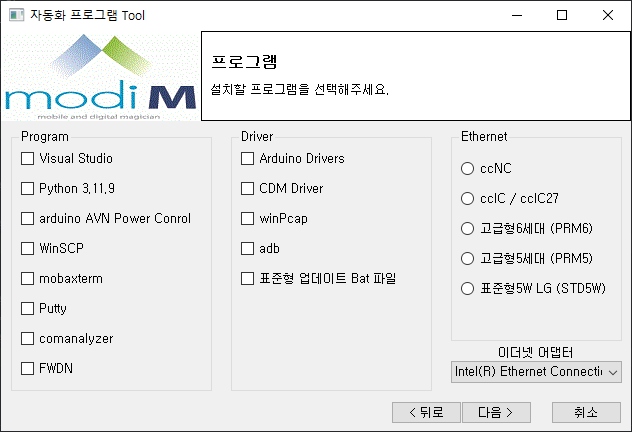 자동화 프로그램 Tool
modi M
mobile and digital magician
프로그램
설치할 프로그램을 선택해주세요.
Program
Visual Studio
Python 3.11.9
arduino AVN Power Conrol
WinSCP
mobaxterm
Putty
comanalyzer
FWDN
Driver
Arduino Drivers
CDM Driver
winPcap
adb
표준형 업데이트 Bat 파일
Ethernet
ccNC
ccIC / ccIC27
고급형6세대 (PRM6)
고급형5세대 (PRM5)
표준형5W LG (STD5W)
이더넷 어댑터
Intel(R) Ethernet Connectio
< 뒤로
다음 >
취소